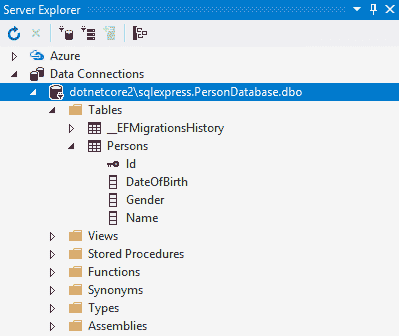 Server Explorer
Azure
Data Connections
dotnetcore2\sqlexpress.PersonDatabase.dbo
Tables
__EFMigrationsHistory
Persons
Id
DateOfBirth
Gender
Name
Views
Stored Procedures
Functions
Synonyms
Types
Assemblies